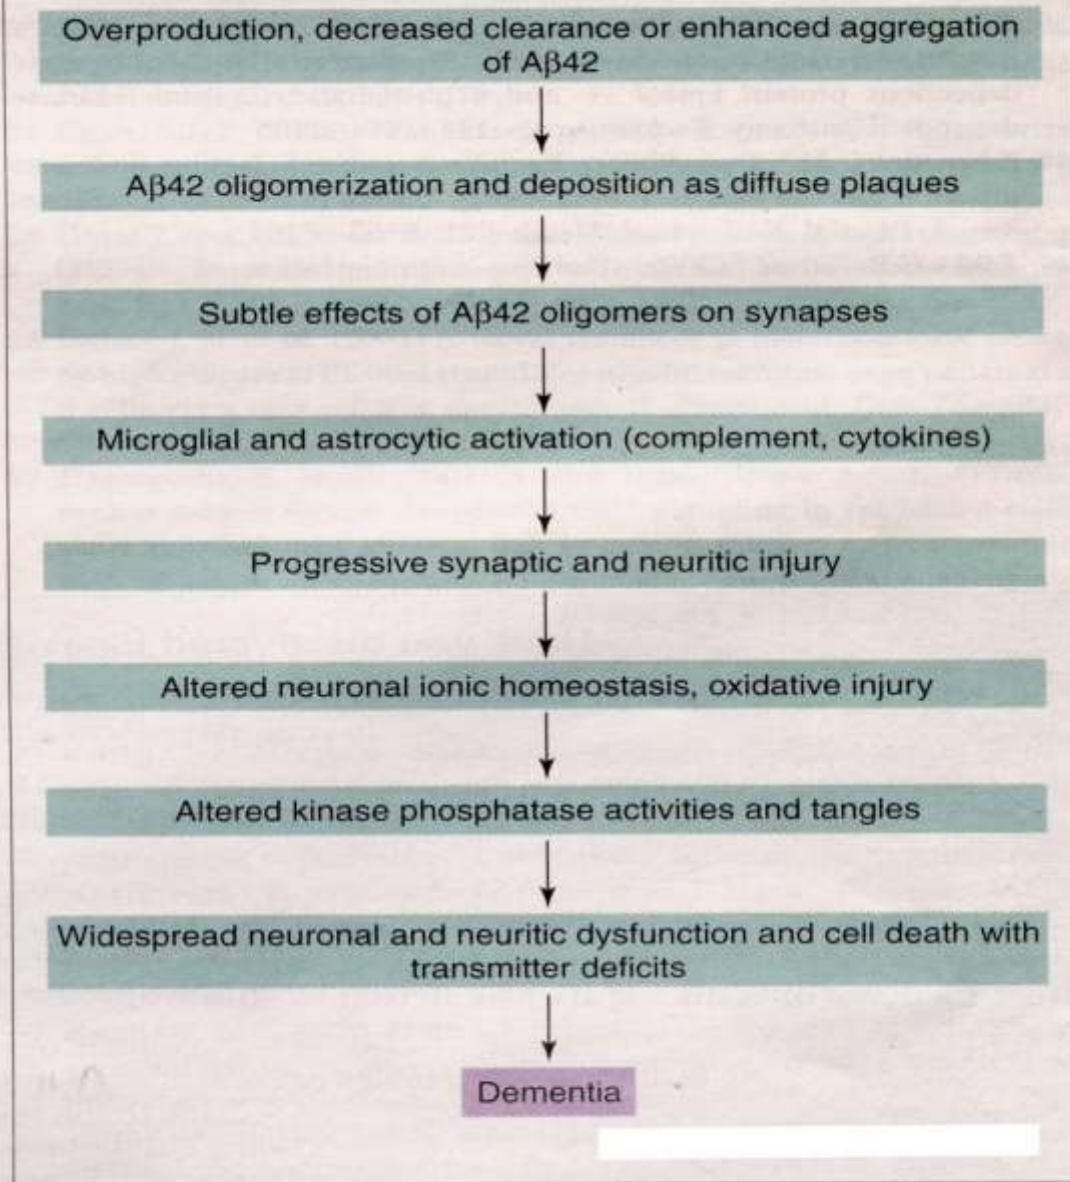 Overproduction, decreased clearance or enhanced aggregation
of Aβ42
Aβ42 oligomerization and deposition as diffuse plaques
Subtle effects of Aβ42 oligomers on synapses
Microglial and astrocytic activation (complement, cytokines)
Progressive synaptic and neuritic injury
Altered neuronal ionic homeostasis, oxidative injury
Altered kinase phosphatase activities and tangles
Widespread neuronal and neuritic dysfunction and cell death with
transmitter deficits
Dementia